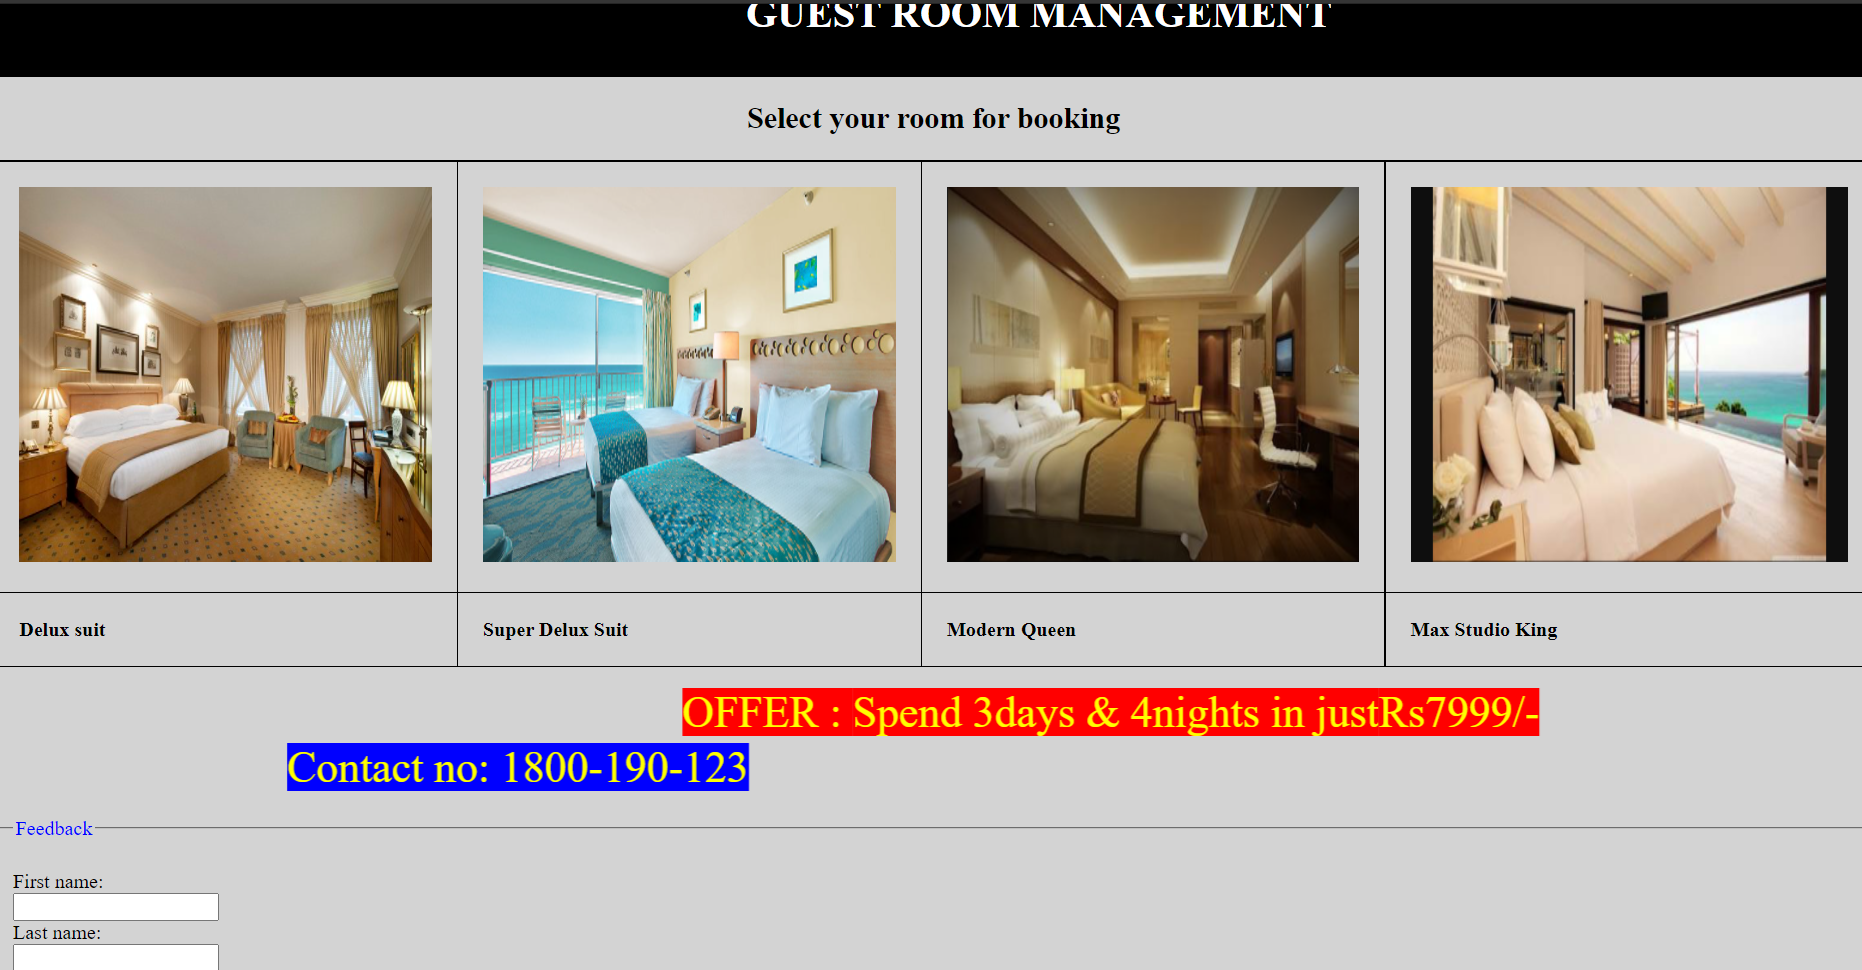 GUEST ROOM MANAGEMENT
Select your room for booking
Delux suit
Super Delux Suit
Modern Queen
Max Studio King
OFFER : Spend 3days & 4nights in justRs7999/-
Contact no: 1800-190-123
Feedback
First name:
Last name: